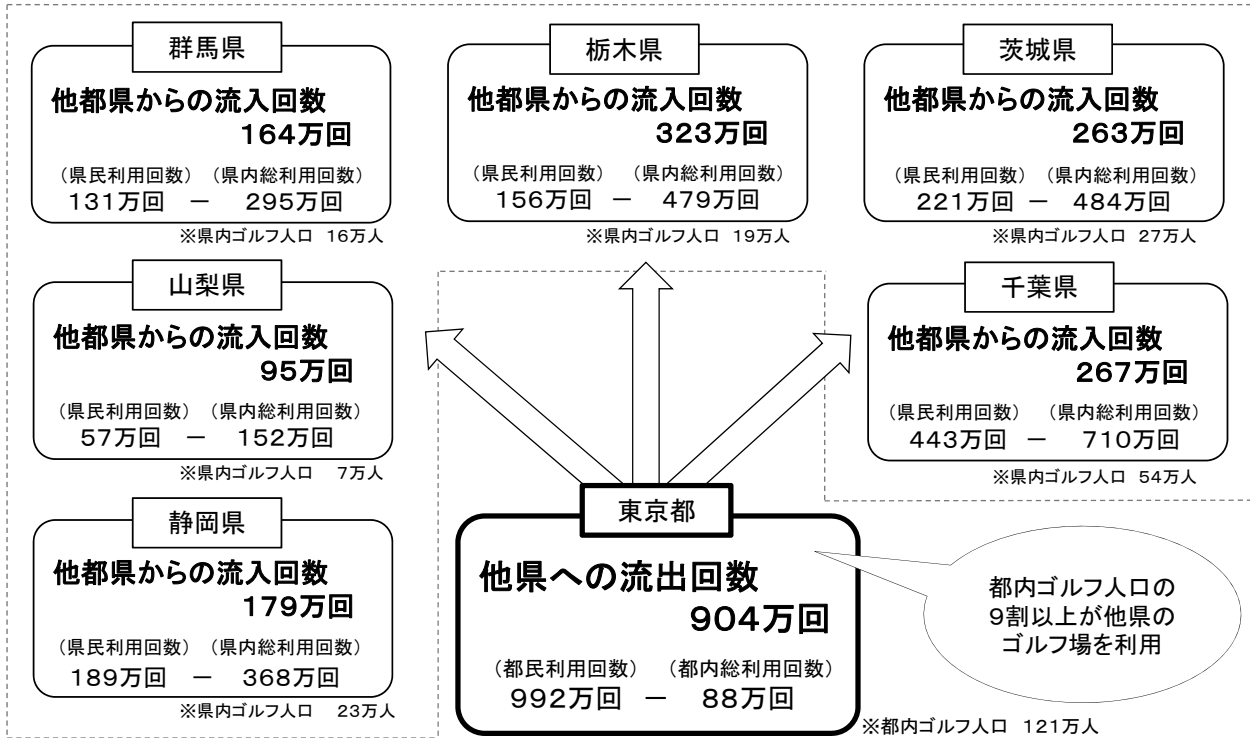 群馬県
他都県からの流入回数
164万回
（県民利用回数）（県内総利用回数）
131万回 － 295万回
※県内ゴルフ人口 16万人
栃木県
他都県からの流入回数
323万回
（県民利用回数）（県内総利用回数）
156万回 － 479万回
※県内ゴルフ人口 19万人
茨城県
他都県からの流入回数
263万回
（県民利用回数）（県内総利用回数）
221万回 － 484万回
※県内ゴルフ人口 27万人
山梨県
他都県からの流入回数
95万回
（県民利用回数）（県内総利用回数）
57万回 － 152万回
※県内ゴルフ人口 7万人
千葉県
他都県からの流入回数
267万回
（県民利用回数）（県内総利用回数）
443万回 － 710万回
※県内ゴルフ人口 54万人
静岡県
他都県からの流入回数
179万回
（県民利用回数）（県内総利用回数）
189万回 － 368万回
※県内ゴルフ人口 23万人
東京都
他県への流出回数
904万回
（都民利用回数）（都内総利用回数）
992万回 － 88万回
※都内ゴルフ人口 121万人
都内ゴルフ人口の
9割以上が他県の
ゴルフ場を利用